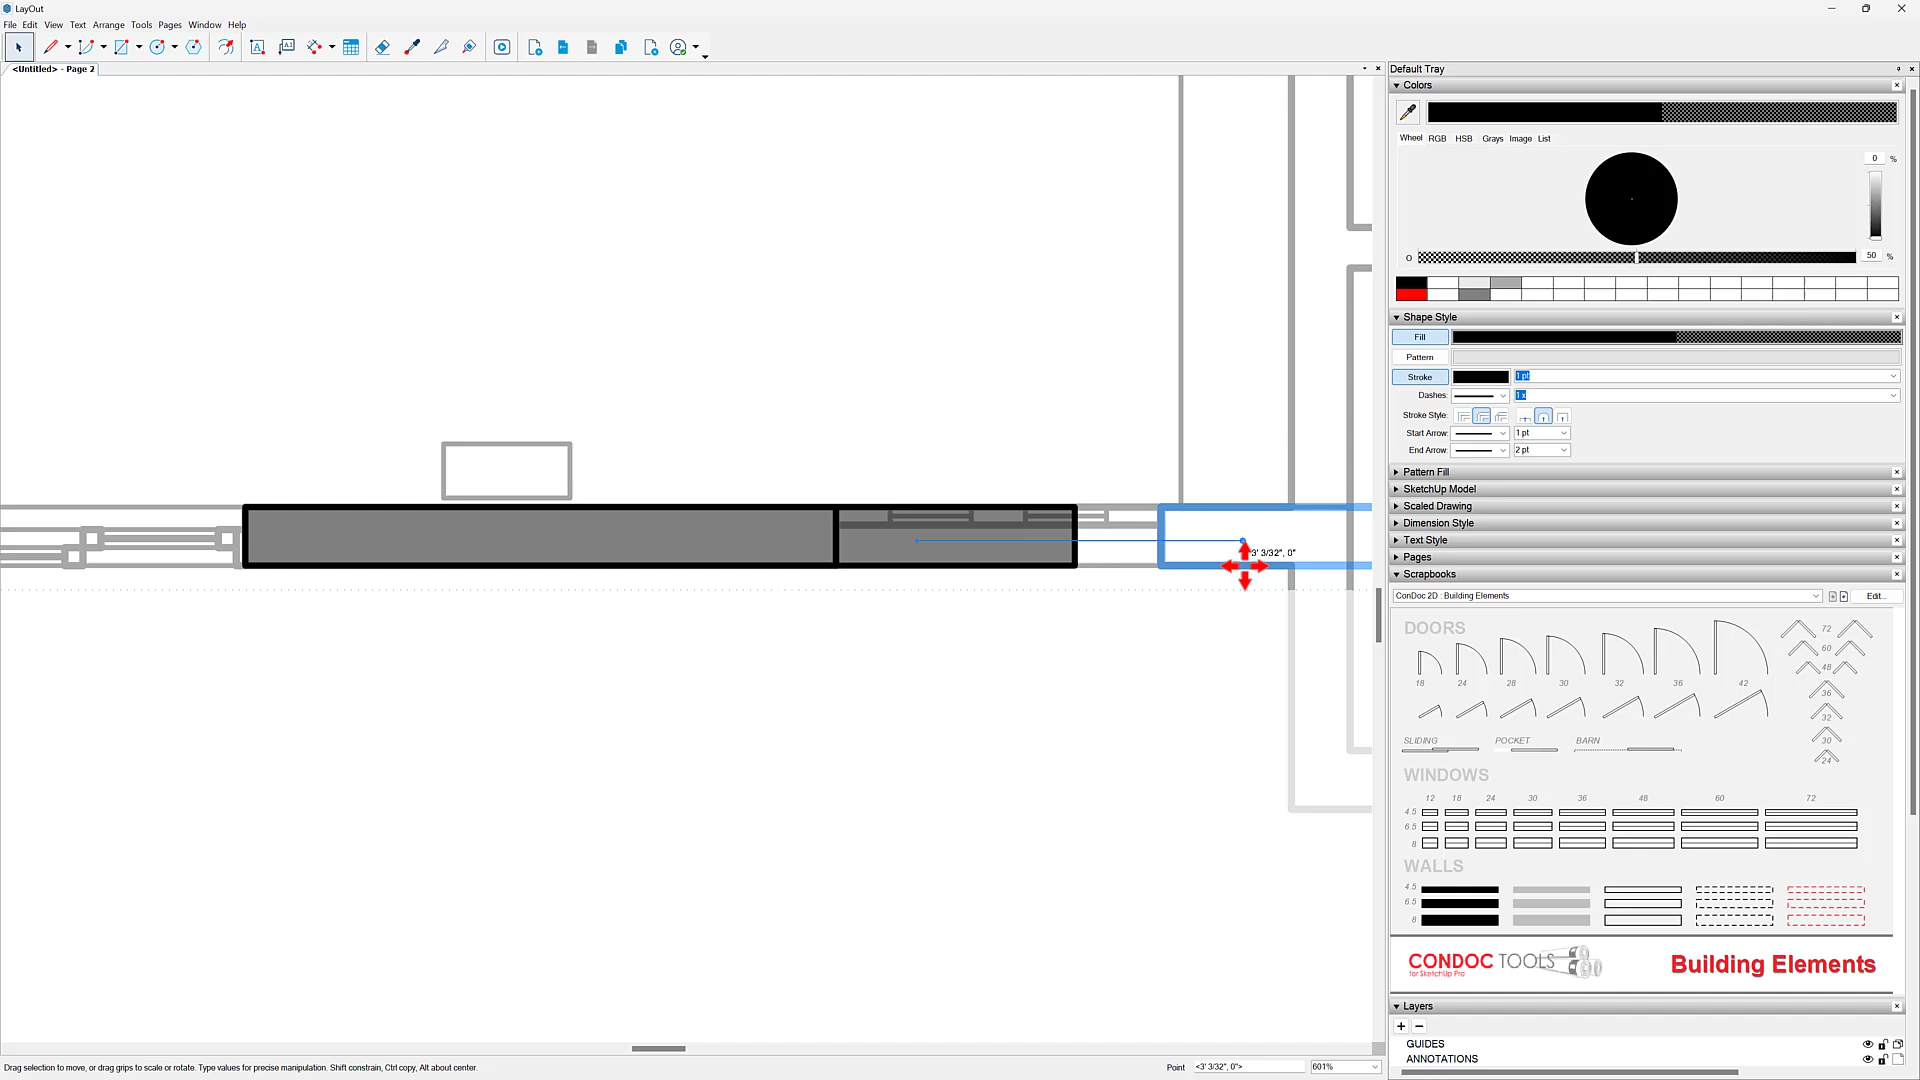 LayOut
File Edit View Text Arrange Tools Pages Window Help
<Untitled> - Page 2
3' 3/32", 0"
Default Tray
Colors
Wheel RGB HSB Grays Image List
0 %
O 50 %
Shape Style
Fill
Pattern
Stroke 1 pt
Dashes: 1 x
Stroke Style:
Start Arrow: 1 pt
End Arrow: 2 pt
Pattern Fill
SketchUp Model
Scaled Drawing
Dimension Style
Text Style
Pages
Scrapbooks
ConDoc 2D : Building Elements Edit...
DOORS
72
60
48
36
32
30
24
18 24 28 30 32 36 42
SLIDING POCKET BARN
WINDOWS
12 18 24 30 36 48 60 72
4.5
6.5
8
WALLS
4.5
6.5
8
CONDOC TOOLS
for SketchUp Pro
Building Elements
Layers
GUIDES
ANNOTATIONS
Drag selection to move, or drag grips to scale or rotate. Type values for precise manipulation. Shift constrain, Ctrl copy, Alt about center.
Point <3' 3/32", 0"> 601%